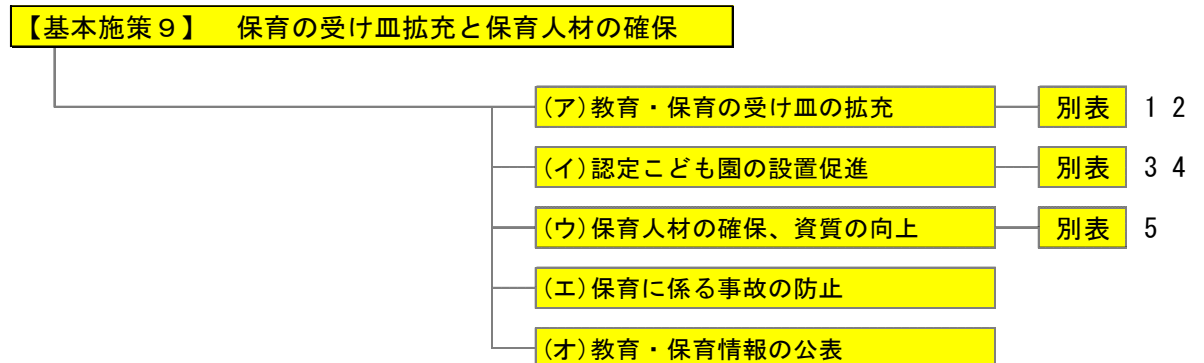 【基本施策９】　保育の受け皿拡充と保育人材の確保
(ア)教育・保育の受け皿の拡充　別表　1 2
(イ)認定こども園の設置促進　別表　3 4
(ウ)保育人材の確保、資質の向上　別表　5
(エ)保育に係る事故の防止
(オ)教育・保育情報の公表